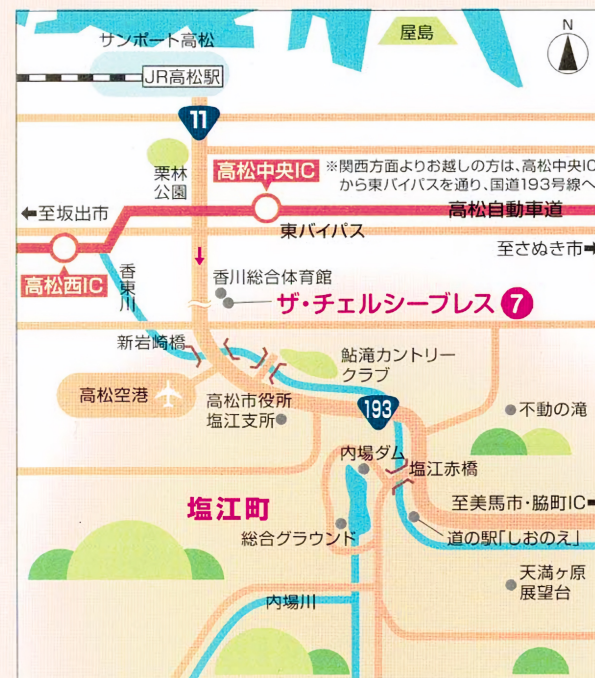 サンポート高松
屋島
N
JR高松駅
11
栗林
公園
高松中央IC
※関西方面よりお越しの方は、高松中央IC
から東バイパスを通り、国道193号線へ
←至坂出市
高松自動車道
東バイパス
至さぬき市→
高松西IC
香東川
香川総合体育館
ザ・チェルシーブレス 7
新岩崎橋
鮎滝カントリー
クラブ
高松空港
高松市役所
塩江支所
193
不動の滝
内場ダム
塩江赤橋
塩江町
至美馬市・脇町IC→
総合グラウンド
道の駅「しおのえ」
天満ヶ原
展望台
内場川